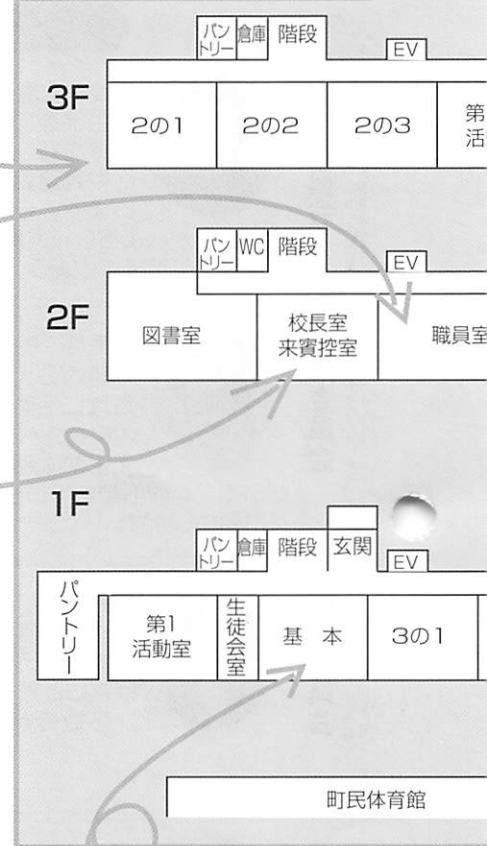 パン
トリー
倉庫
階段
EV
3F
2の1
2の2
2の3
第
活
パン
トリー
WC
階段
EV
2F
図書室
校長室
来賓控室
職員室
1F
パン
トリー
倉庫
階段
玄関
EV
パントリー
第1
活動室
生徒会室
基 本
3の1
町民体育館